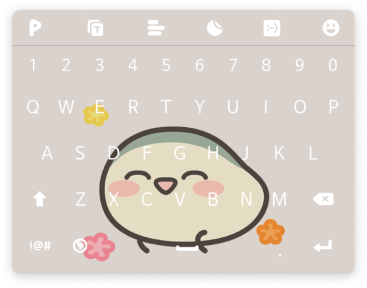 1 2 3 4 5 6 7 8 9 0
Q W E R T Y U I O P
A S D F G H J K L
Z X C V B N M
!@# .